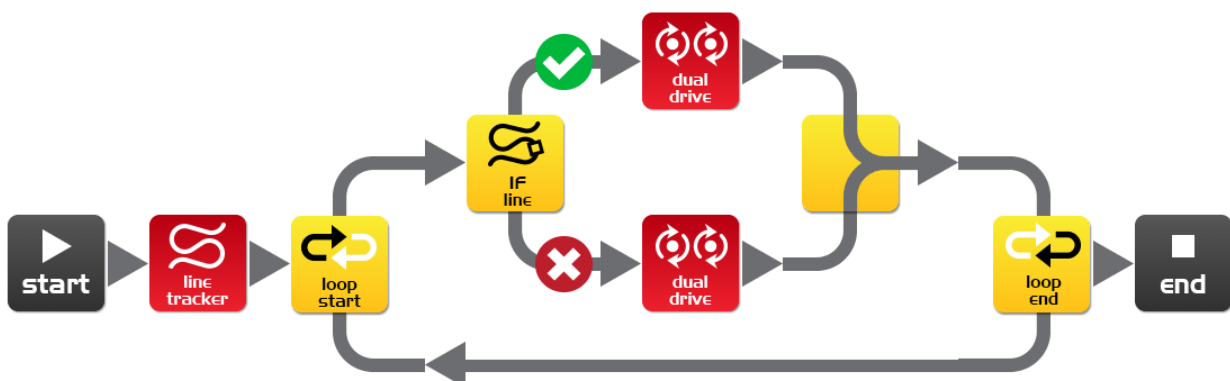 dual
drive
IF
line
start
line
tracker
loop
start
dual
drive
loop
end
end